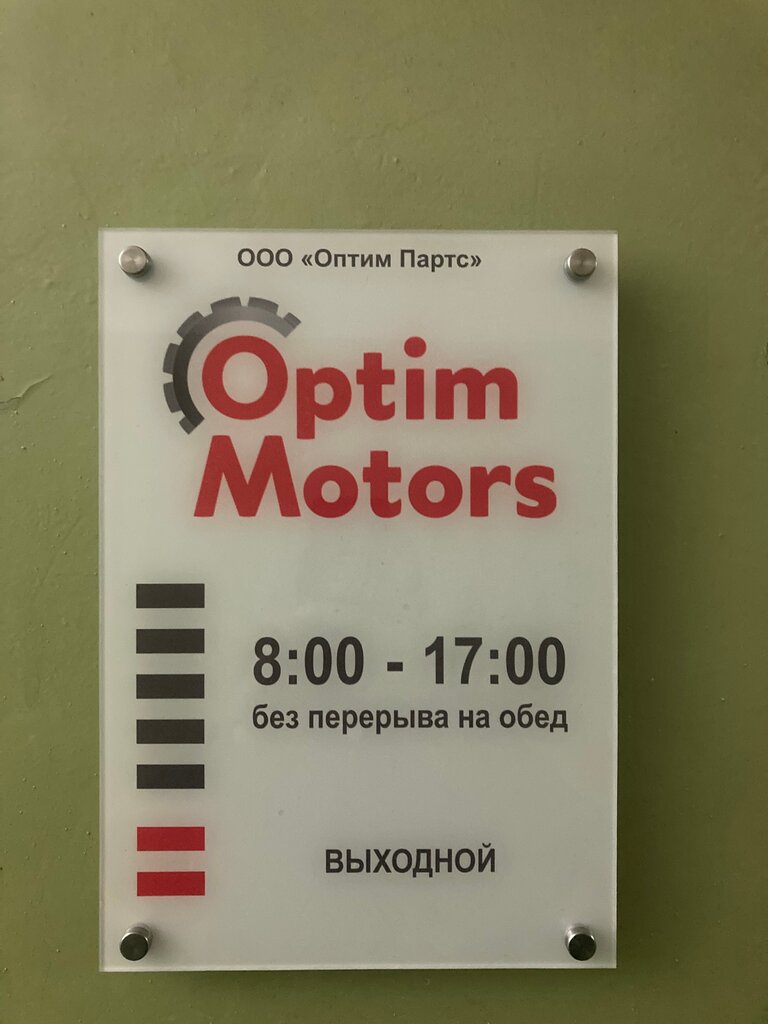 ООО «Оптим Партс»
Optim
Motors
8:00 - 17:00
без перерыва на обед
ВЫХОДНОЙ